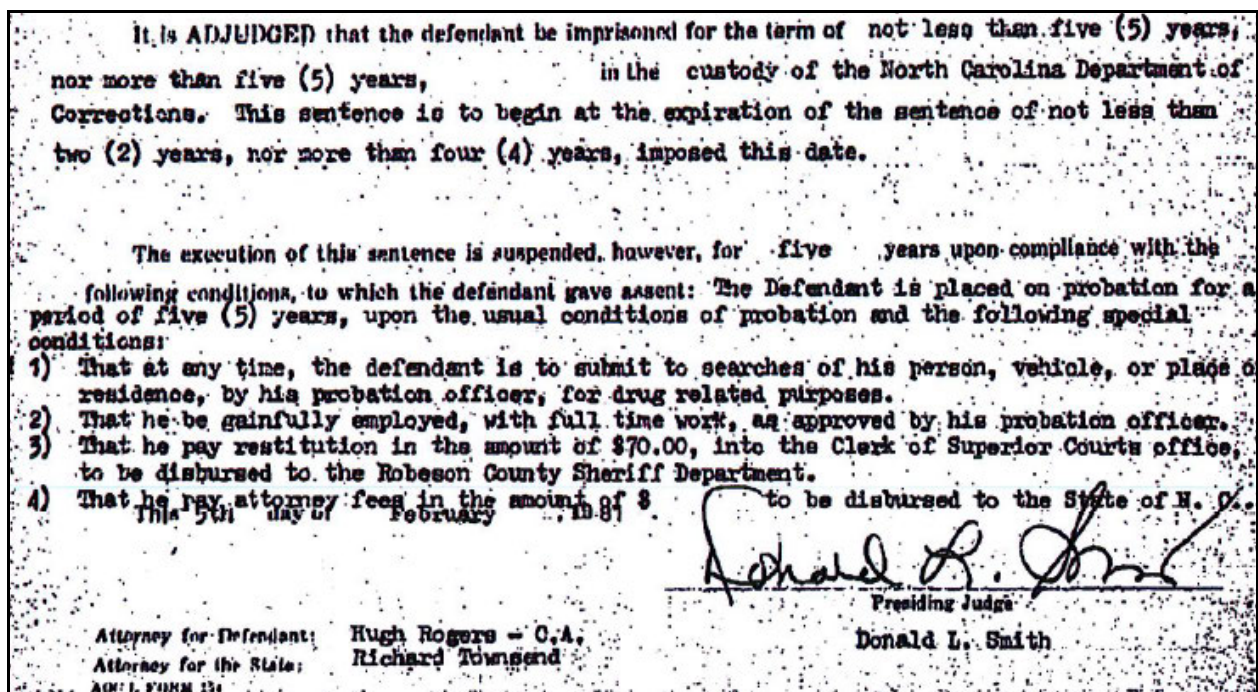 It is ADJUDGED that the defendant be imprisoned for the term of not less than five (5) years,
nor more than five (5) years, in the custody of the North Carolina Department of
Corrections. This sentence is to begin at the expiration of the sentence of not less than
two (2) years, nor more than four (4) years, imposed this date.
The execution of this sentence is suspended, however, for five years upon compliance with the
following conditions, to which the defendant gave assent: The Defendant is placed on probation for a
period of five (5) years, upon the usual conditions of probation and the following special
conditions:
1) That at any time, the defendant is to submit to searches of his person, vehicle, or place o
residence, by his probation officer, for drug related purposes.
2) That he be gainfully employed, with full time work, as approved by his probation officer.
3) That he pay restitution in the amount of $70.00, into the Clerk of Superior Courts office,
to be disbursed to the Robeson County Sheriff Department.
4) That he pay attorney fees in the amount of $ to be disbursed to the State of N. C.
This 5th day of February, 1981.
Presiding Judge
Donald L. Smith
Attorney for Defendant: Hugh Rogers - C.A.
Attorney for the State: Richard Townsend